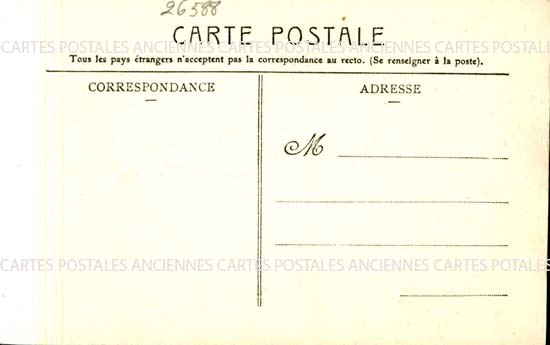 26588
CARTE POSTALE
CARTES POSTALES ANCIENNES CARTES POSTALES ANCIENNES CARTES POSTALES
Tous les pays étrangers n'acceptent pas la correspondance au recto. (Se renseigner à la poste).
CORRESPONDANCE
ADRESSE
M
CARTES POSTALES ANCIENNES CARTES POSTALES ANCIENNES CARTES POTALES